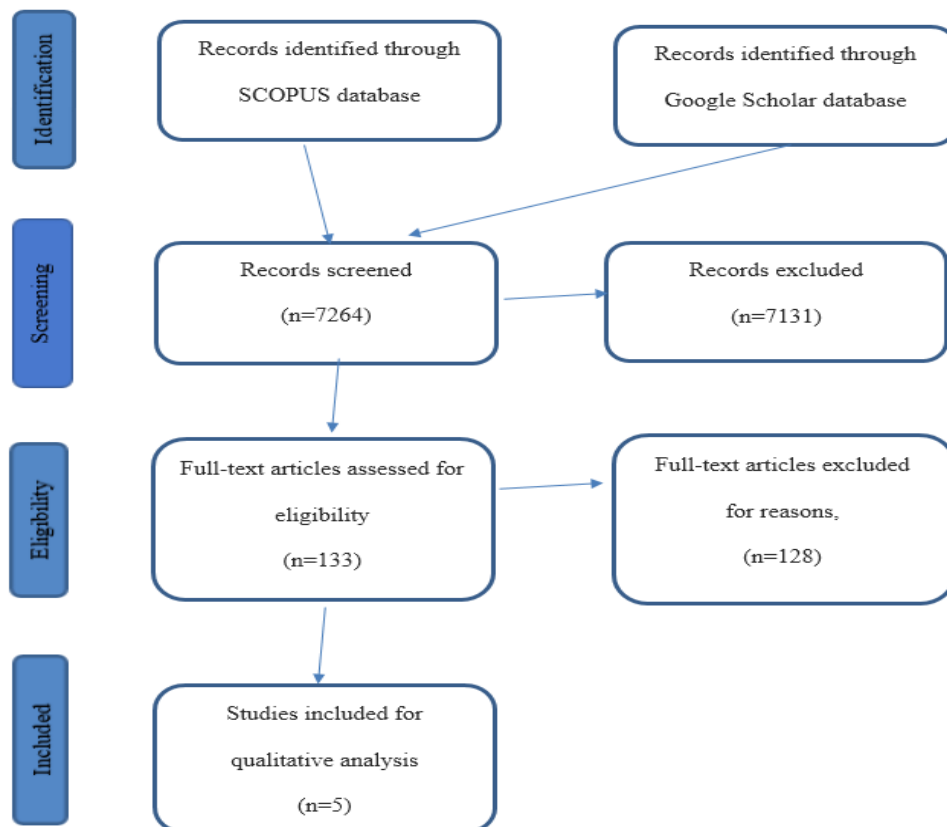 Identification
Records identified through
SCOPUS database
Records identified through
Google Scholar database
Screening
Records screened
(n=7264)
Records excluded
(n=7131)
Eligibility
Full-text articles assessed for
eligibility
(n=133)
Full-text articles excluded
for reasons,
(n=128)
Included
Studies included for
qualitative analysis
(n=5)